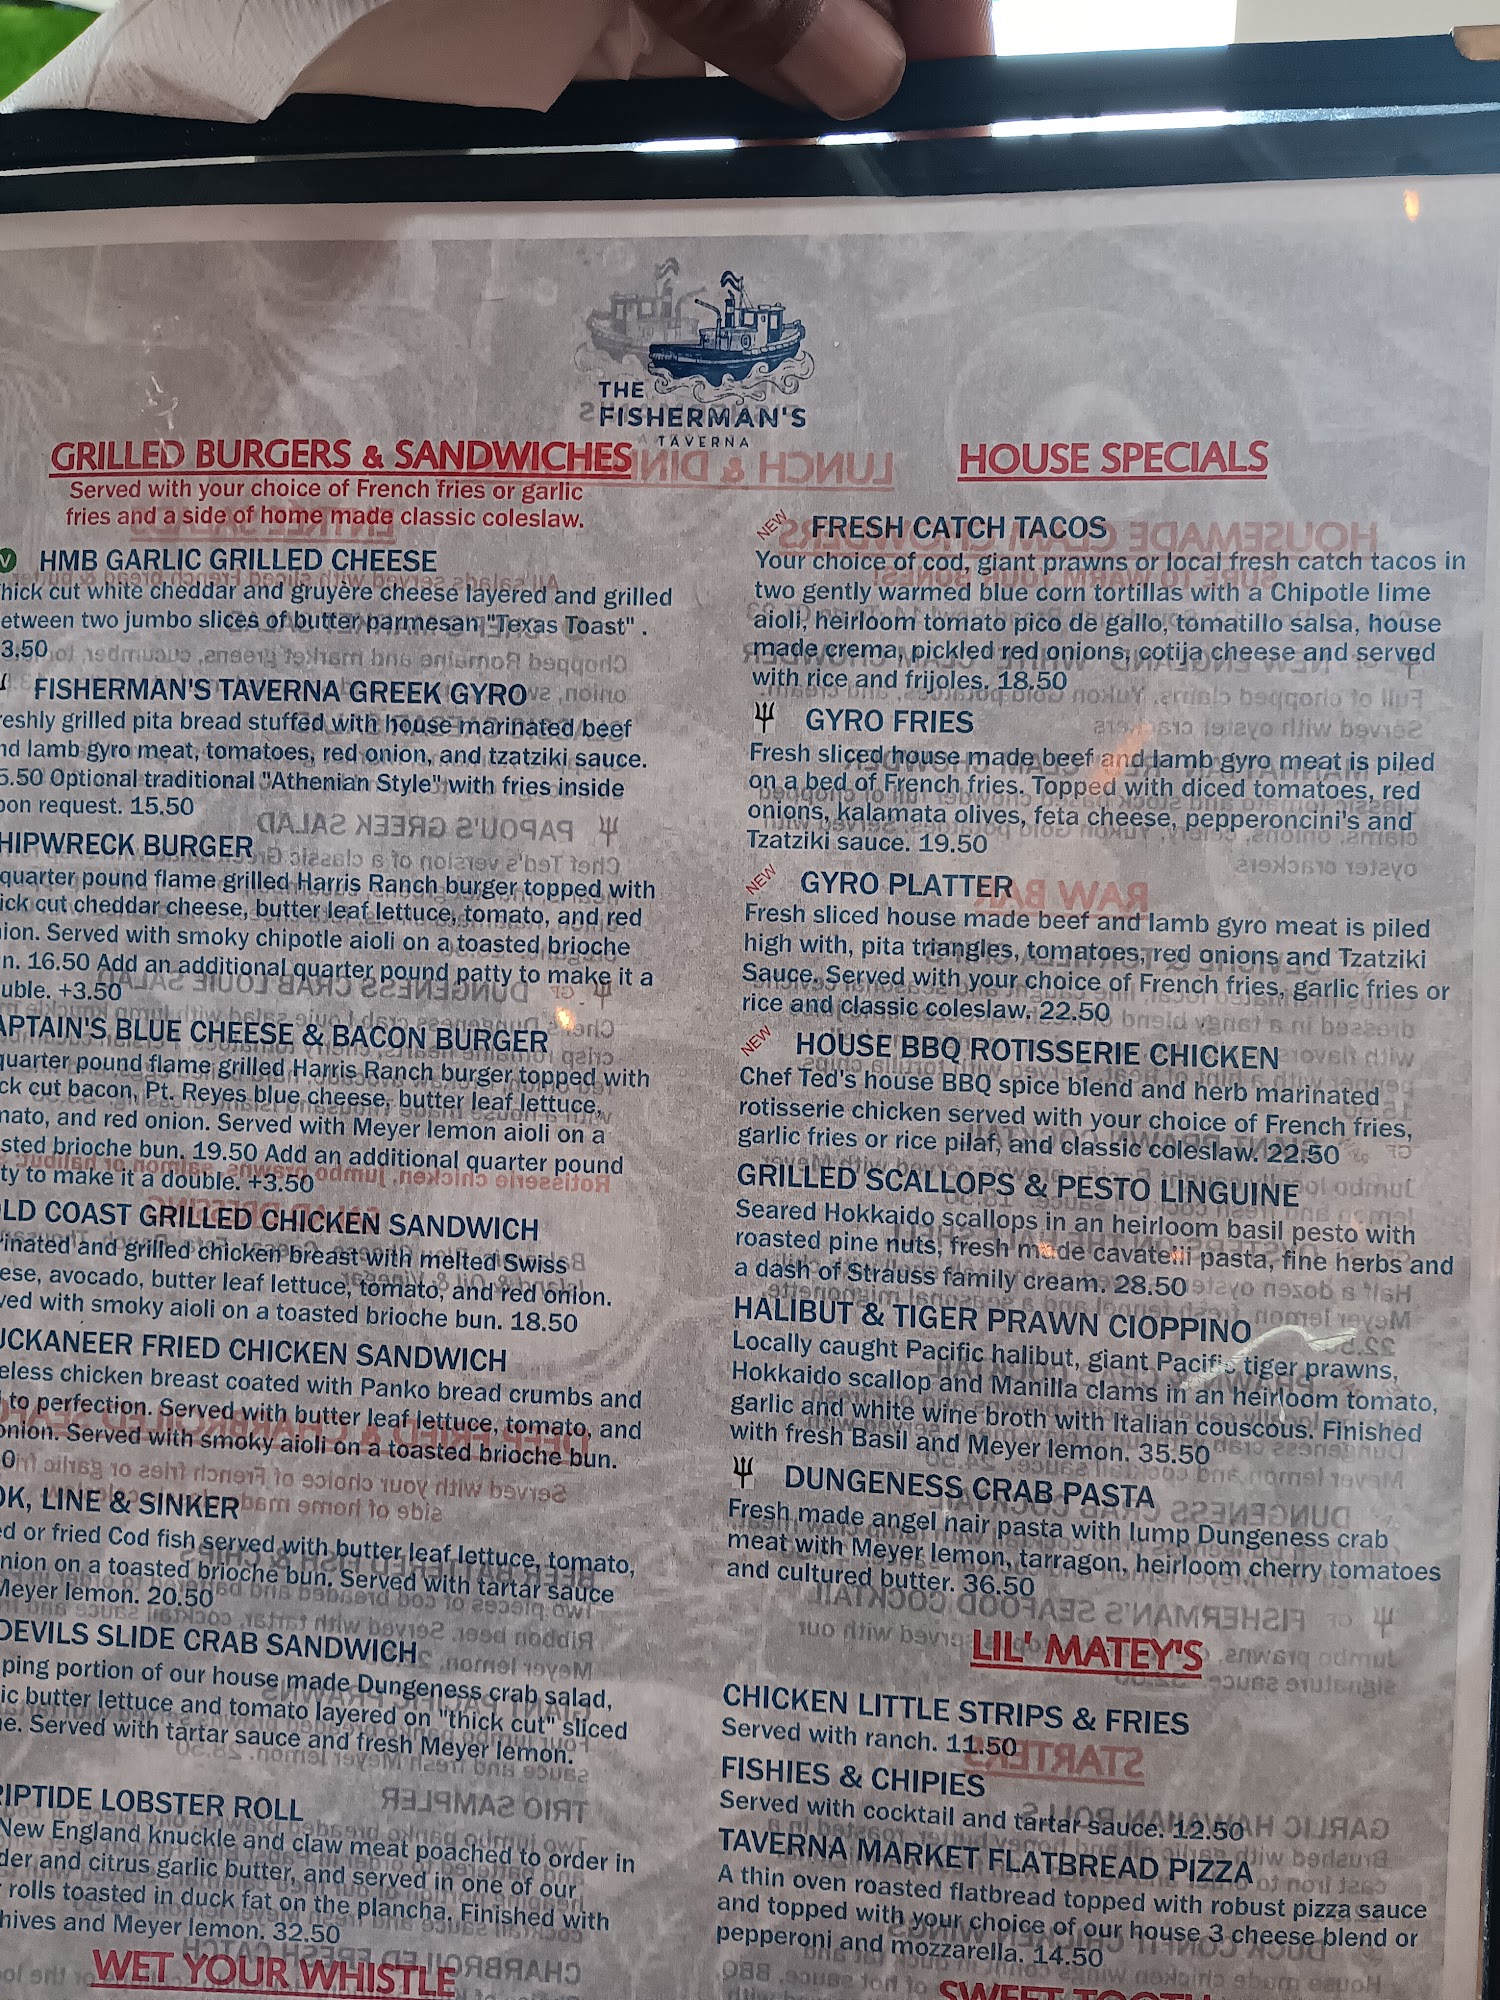 THE
FISHERMAN'S
TAVERNA
GRILLED BURGERS & SANDWICHES
Served with your choice of French fries or garlic
fries and a side of home made classic coleslaw.
V HMB GARLIC GRILLED CHEESE
hick cut white cheddar and gruyère cheese layered and grilled
etween two jumbo slices of butter parmesan "Texas Toast" .
3.50
FISHERMAN'S TAVERNA GREEK GYRO
reshly grilled pita bread stuffed with house marinated beef
nd lamb gyro meat, tomatoes, red onion, and tzatziki sauce.
5.50 Optional traditional "Athenian Style" with fries inside
pon request. 15.50
HIPWRECK BURGER
quarter pound flame grilled Harris Ranch burger topped with
ick cut cheddar cheese, butter leaf lettuce, tomato, and red
ion. Served with smoky chipotle aioli on a toasted brioche
n. 16.50 Add an additional quarter pound patty to make it a
uble. +3.50
APTAIN'S BLUE CHEESE & BACON BURGER
quarter pound flame grilled Harris Ranch burger topped with
ck cut bacon, Pt. Reyes blue cheese, butter leaf lettuce,
mato, and red onion. Served with Meyer lemon aioli on a
sted brioche bun. 19.50 Add an additional quarter pound
ty to make it a double. +3.50
LD COAST GRILLED CHICKEN SANDWICH
rinated and grilled chicken breast with melted Swiss
ese, avocado, butter leaf lettuce, tomato, and red onion.
ved with smoky aioli on a toasted brioche bun. 18.50
UCKANEER FRIED CHICKEN SANDWICH
eless chicken breast coated with Panko bread crumbs and
to perfection. Served with butter leaf lettuce, tomato, and
onion. Served with smoky aioli on a toasted brioche bun.
0
OK, LINE & SINKER
ed or fried Cod fish served with butter leaf lettuce, tomato,
nion on a toasted brioche bun. Served with tartar sauce
Meyer lemon. 20.50
DEVILS SLIDE CRAB SANDWICH
ping portion of our house made Dungeness crab salad,
ic butter lettuce and tomato layered on "thick cut" sliced
ne. Served with tartar sauce and fresh Meyer lemon.
RIPTIDE LOBSTER ROLL
New England knuckle and claw meat poached to order in
der and citrus garlic butter, and served in one of our
rolls toasted in duck fat on the plancha. Finished with
hives and Meyer lemon. 32.50
WET YOUR WHISTLE
HOUSE SPECIALS
NEW FRESH CATCH TACOS
Your choice of cod, giant prawns or local fresh catch tacos in
two gently warmed blue corn tortillas with a Chipotle lime
aioli, heirloom tomato pico de gallo, tomatillo salsa, house
made crema, pickled red onions, cotija cheese and served
with rice and frijoles. 18.50
GYRO FRIES
Fresh sliced house made beef and lamb gyro meat is piled
on a bed of French fries. Topped with diced tomatoes, red
onions, kalamata olives, feta cheese, pepperoncini's and
Tzatziki sauce. 19.50
NEW GYRO PLATTER
Fresh sliced house made beef and lamb gyro meat is piled
high with, pita triangles, tomatoes, red onions and Tzatziki
Sauce. Served with your choice of French fries, garlic fries or
rice and classic coleslaw, 22.50
NEW HOUSE BBQ ROTISSERIE CHICKEN
Chef Ted's house BBQ spice blend and herb marinated
rotisserie chicken served with your choice of French fries,
garlic fries or rice pilaf, and classic coleslaw. 22.50
GRILLED SCALLOPS & PESTO LINGUINE
Seared Hokkaido scallops in an heirloom basil pesto with
roasted pine nuts, fresh made cavatelli pasta, fine herbs and
a dash of Strauss family cream. 28.50
HALIBUT & TIGER PRAWN CIOPPINO
Locally caught Pacific halibut, giant Pacific tiger prawns,
Hokkaido scallop and Manilla clams in an heirloom tomato,
garlic and white wine broth with Italian couscous. Finished
with fresh Basil and Meyer lemon. 35.50
DUNGENESS CRAB PASTA
Fresh made angel hair pasta with lump Dungeness crab
meat with Meyer lemon, tarragon, heirloom cherry tomatoes
and cultured butter. 36.50
LIL' MATEY'S
CHICKEN LITTLE STRIPS & FRIES
Served with ranch. 11.50
FISHIES & CHIPIES
Served with cocktail and tartar sauce. 12.50
TAVERNA MARKET FLATBREAD PIZZA
A thin oven roasted flatbread topped with robust pizza sauce
and topped with your choice of our house 3 cheese blend or
pepperoni and mozzarella. 14.50
SWEET TOOTH